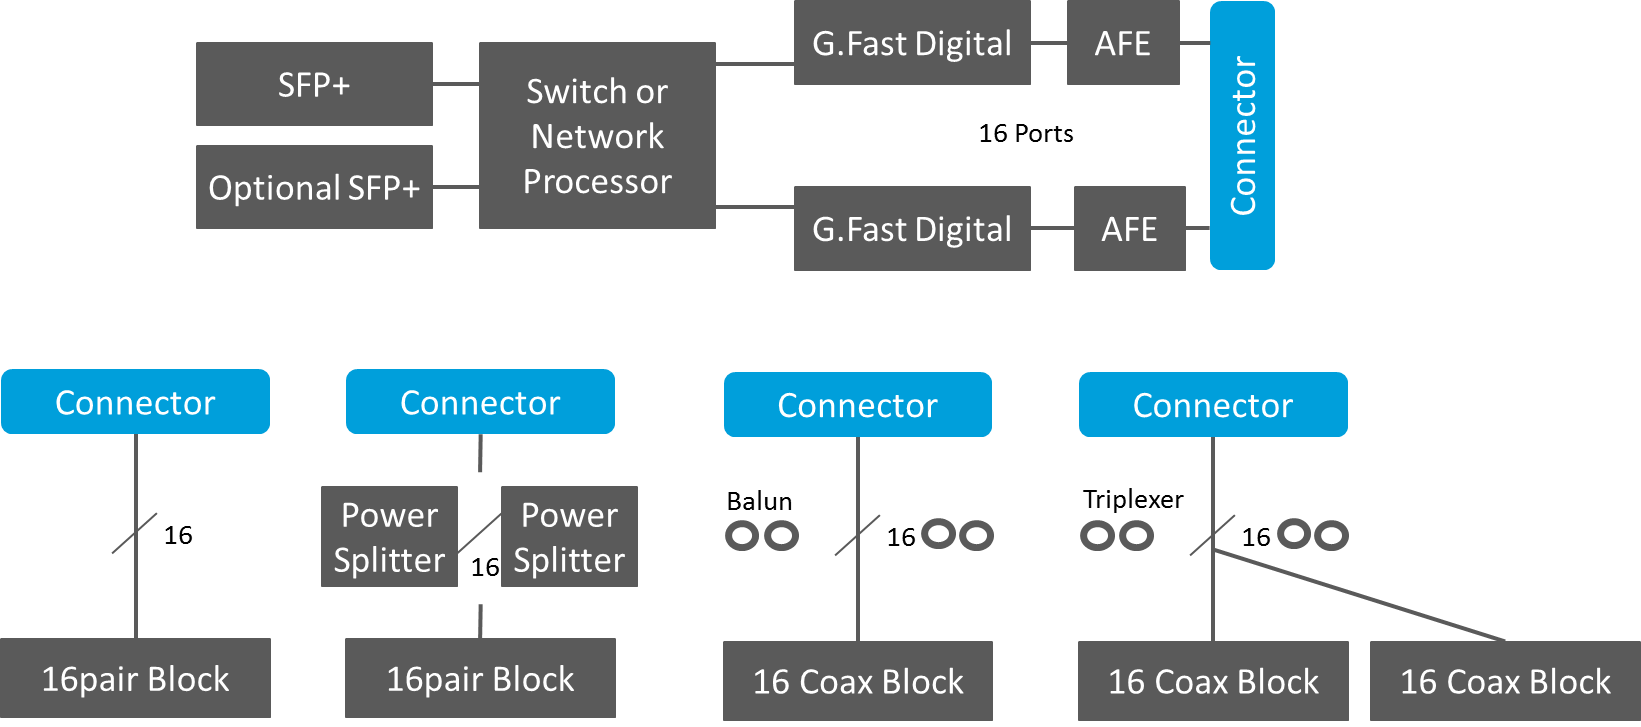 SFP+
Optional SFP+
Switch or
Network
Processor
G.Fast Digital
AFE
16 Ports
G.Fast Digital
AFE
Connector
Connector
16
16pair Block
Connector
Power
Splitter
16
Power
Splitter
16pair Block
Connector
Balun
16
16 Coax Block
Connector
Triplexer
16
16 Coax Block
16 Coax Block